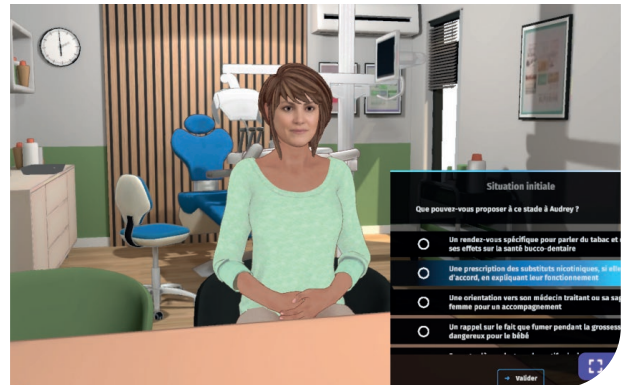 Situation initiale
Que pouvez-vous proposer à ce stade à Audrey ?
Un rendez-vous spécifique pour parler du tabac et
ses effets sur la santé bucco-dentaire
Une prescription des substituts nicotiniques, si elle
d'accord, en expliquant leur fonctionnement
Une orientation vers son médecin traitant ou sa
femme pour un accompagnement
Un rappel sur le fait que fumer pendant la
dangereux pour le bébé
Valider